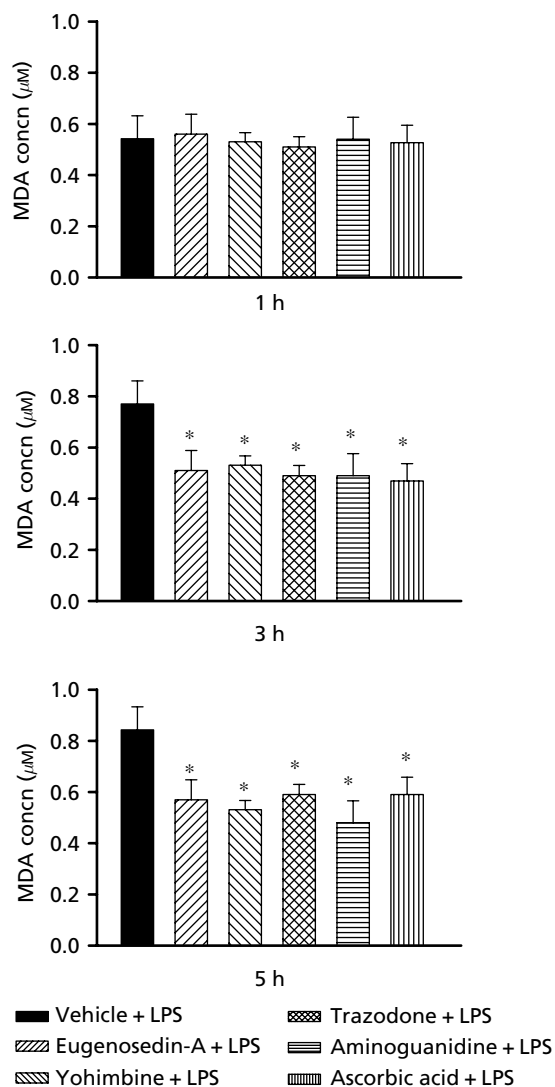 1.0
0.8
0.6
0.4
0.2
0.0
MDA concn (μM)
1 h
1.0
0.8
0.6
0.4
0.2
0.0
MDA concn (μM)
* * * * *
3 h
1.0
0.8
0.6
0.4
0.2
0.0
MDA concn (μM)
* * * * *
5 h
Vehicle + LPS Trazodone + LPS
Eugenosedin-A + LPS Aminoguanidine + LPS
Yohimbine + LPS Ascorbic acid + LPS